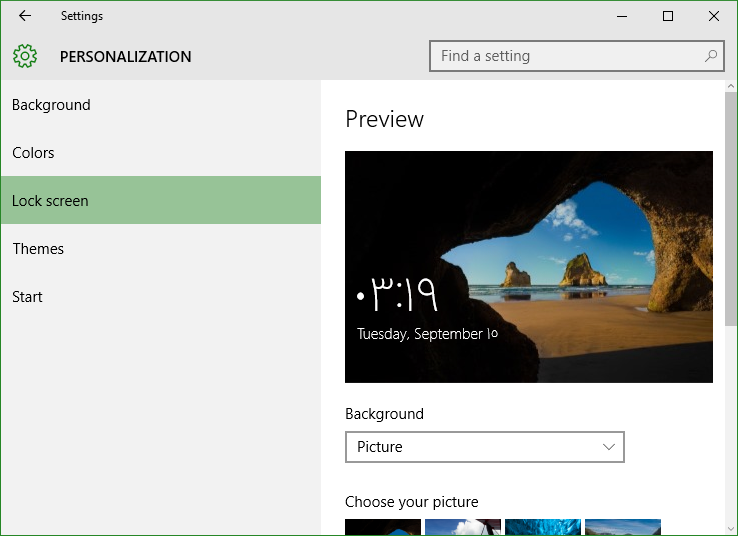 Settings
PERSONALIZATION
Find a setting
Background
Colors
Lock screen
Themes
Start
Preview
۰۳:۱۹
Tuesday, September ۱۵
Background
Picture
Choose your picture